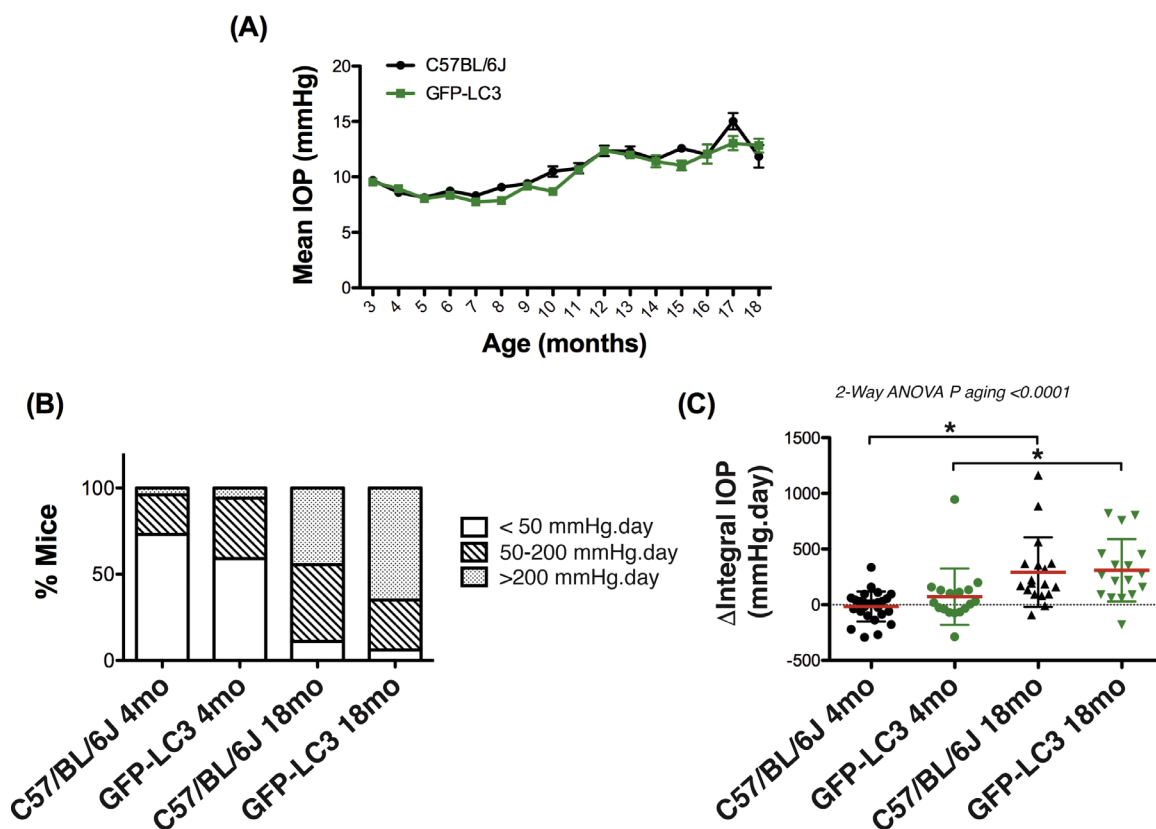 (A)
C57BL/6J
GFP-LC3
20
15
10
5
0
Mean IOP (mmHg)
3 4 5 6 7 8 9 10 11 12 13 14 15 16 17 18
Age (months)
(B)
100
50
0
% Mice
< 50 mmHg.day
50-200 mmHg.day
>200 mmHg.day
C57/BL/6J 4mo
GFP-LC3 4mo
C57/BL/6J 18mo
GFP-LC3 18mo
(C)
2-Way ANOVA P aging <0.0001
*
*
1500
1000
500
0
-500
ΔIntegral IOP
(mmHg.day)
C57/BL/6J 4mo
GFP-LC3 4mo
C57/BL/6J 18mo
GFP-LC3 18mo